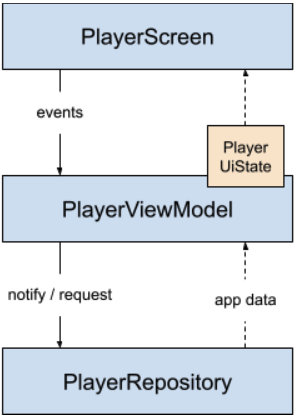 PlayerScreen
events
Player
UiState
PlayerViewModel
notify / request
app data
PlayerRepository